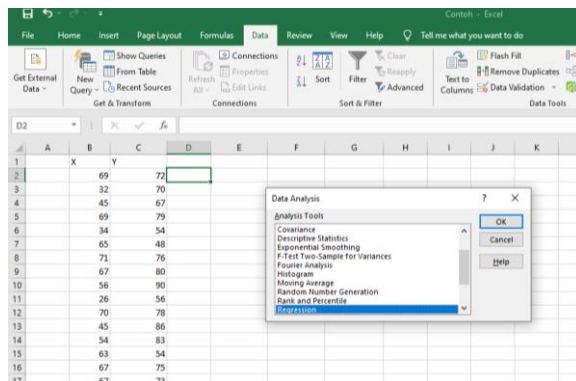 Contoh - Excel
File Home Insert Page Layout Formulas Data Review View Help Tell me what you want to do
Get External Data
New Query
Show Queries
From Table
Recent Sources
Get & Transform
Refresh All
Connections
Properties
Edit Links
Connections
Sort
Filter
Clear
Reapply
Advanced
Sort & Filter
Text to Columns
Flash Fill
Remove Duplicates
Data Validation
Data Tools
D2 fx
A B C D E F G H I J K
1 X Y
2 69 72
3 32 70
4 45 67
5 69 79
6 34 54
7 65 48
8 71 76
9 67 80
10 56 90
11 26 56
12 70 78
13 45 86
14 54 83
15 63 54
16 67 75
17 67 73
Data Analysis ?
Analysis Tools
Covariance
Descriptive Statistics
Exponential Smoothing
F-Test Two-Sample for Variances
Fourier Analysis
Histogram
Moving Average
Random Number Generation
Rank and Percentile
Regression
OK
Cancel
Help